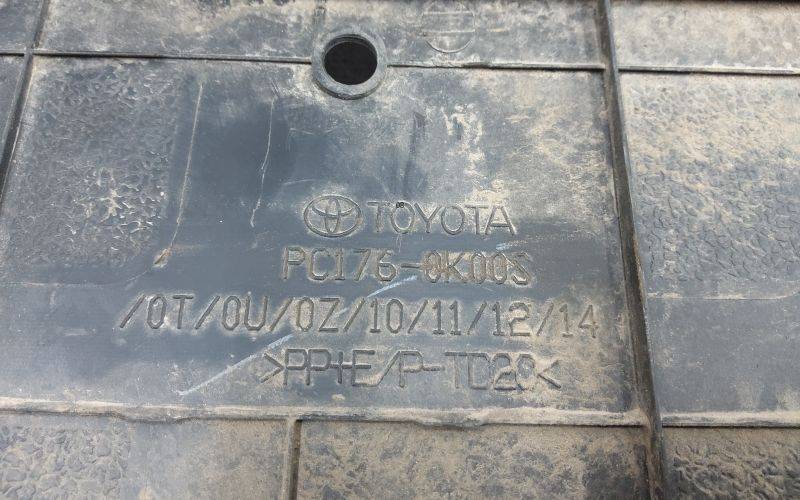 TOYOTA
PC176-0K00S
/0T/0U/0Z/10/11/12/14
>PP+E/P-TD20<